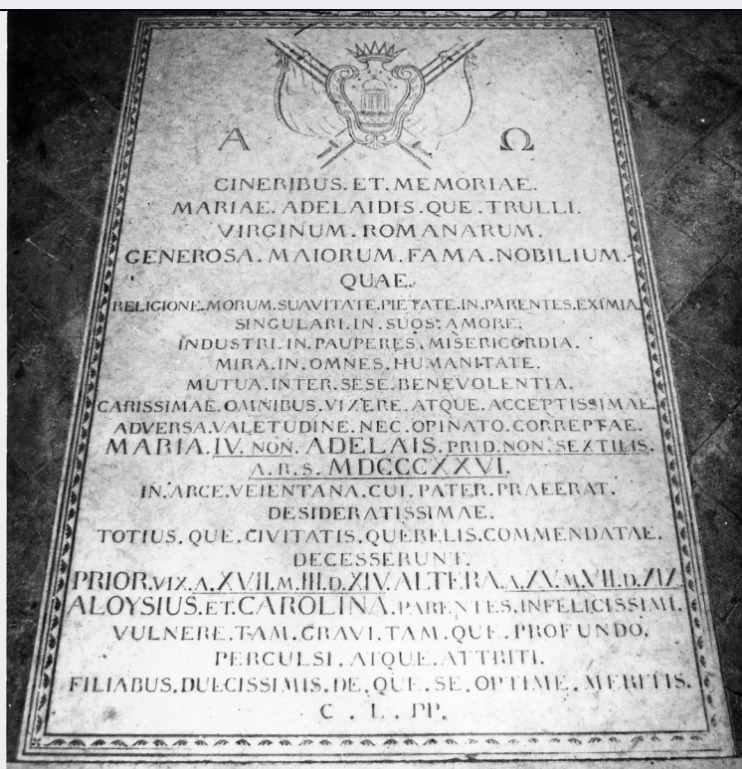 Α Ω
CINERIBUS. ET. MEMORIAE.
MARIAE. ADELAIDIS. QUE. TRULLI.
VIRGINUM. ROMANARUM.
GENEROSA. MAIORUM. FAMA. NOBILIUM.
QUAE.
RELIGIONE. MORUM. SUAVITATE. PIETATE. IN. PARENTES. EXIMIA.
SINGULARI. IN. SUOS. AMORE.
INDUSTRI. IN. PAUPERES. MISERICORDIA.
MIRA. IN. OMNES. HUMANITATE.
MUTUA. INTER. SESE. BENEVOLENTIA.
CARISSIMAE. OMNIBUS. VIXERE. ATQUE. ACCEPTISSIMAE.
ADVERSA. VALETUDINE. NEC. OPINATO. CORREPTAE.
MARIA. IV. NON. ADELAIS. PRID. NON. SEXTILIS.
A. R. S. MDCCCXXVI.
IN. ARCE. VEIENTANA. CUI. PATER. PRAEERAT.
DESIDERATISSIMAE.
TOTIUS. QUE. CIVITATIS. QUERELIS. COMMENDATAE.
DECESSERUNT.
PRIOR. VIX. A. XVII. M. III. D. XIV. ALTERA. A. XV. M. VII. D. XIX.
ALOYSIUS. ET. CAROLINA. PARENTES. INFELICISSIMI.
VULNERE. TAM. GRAVI. TAM. QUE. PROFUNDO.
PERCULSI. ATQUE. ATTRITI.
FILIABUS. DULCISSIMIS. DE. QUE. SE. OPTIME. MERITIS.
C. L. PP.